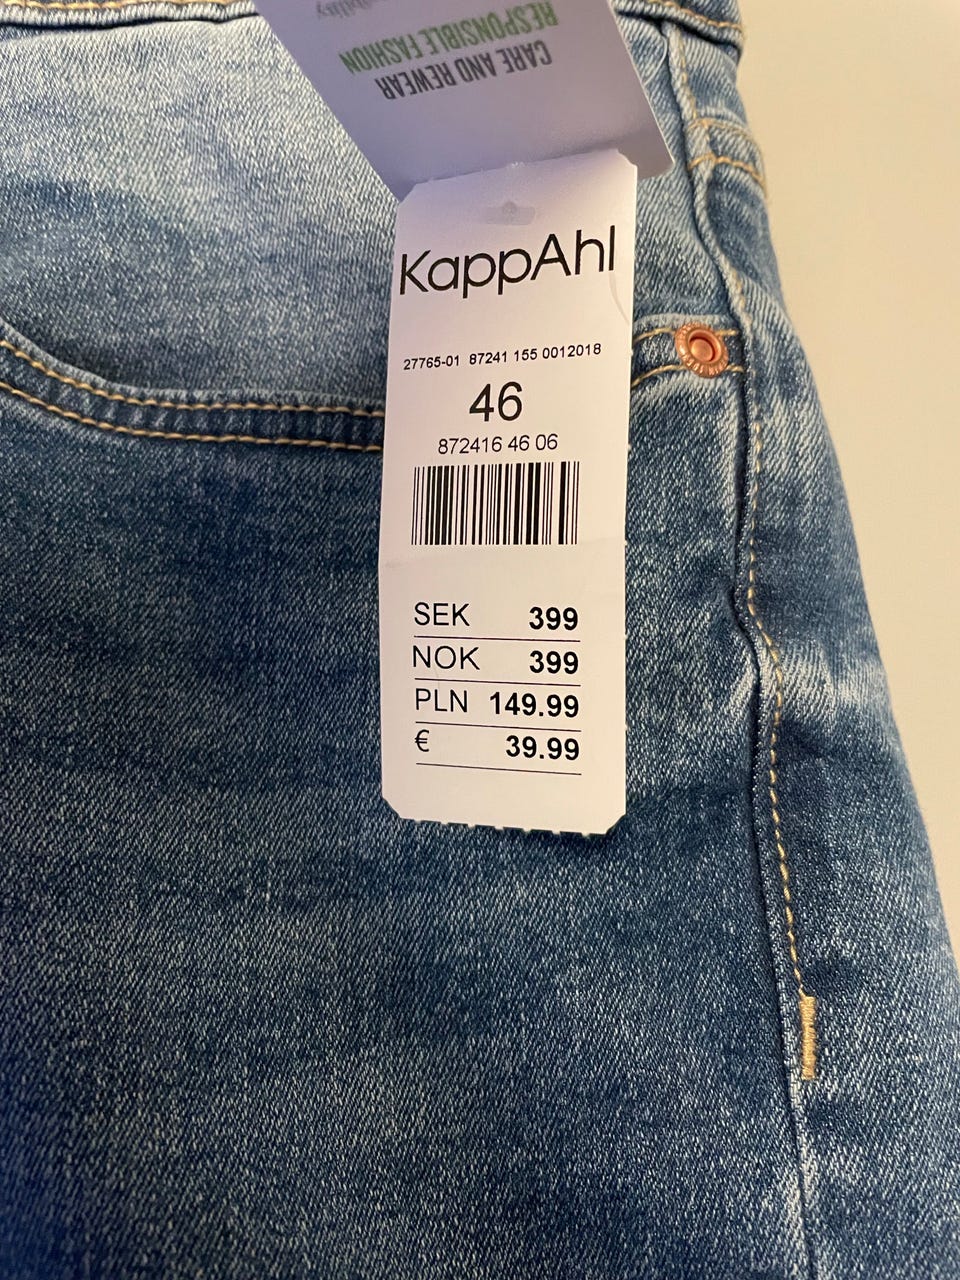 CARE AND REWEAR
RESPONSIBLE FASHION
KappAhl
27765-01 87241 155 0012018
46
872416 46 06
SEK 399
NOK 399
PLN 149.99
€ 39.99